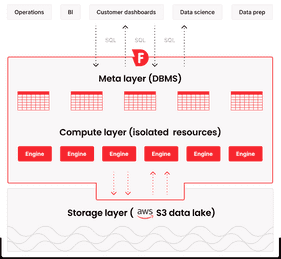 Operations BI Customer dashboards Data science Data prep
SQL SQL SQL
F
Meta layer (DBMS)
Compute layer (isolated resources)
Engine Engine Engine Engine Engine Engine
Storage layer ( aws S3 data lake)